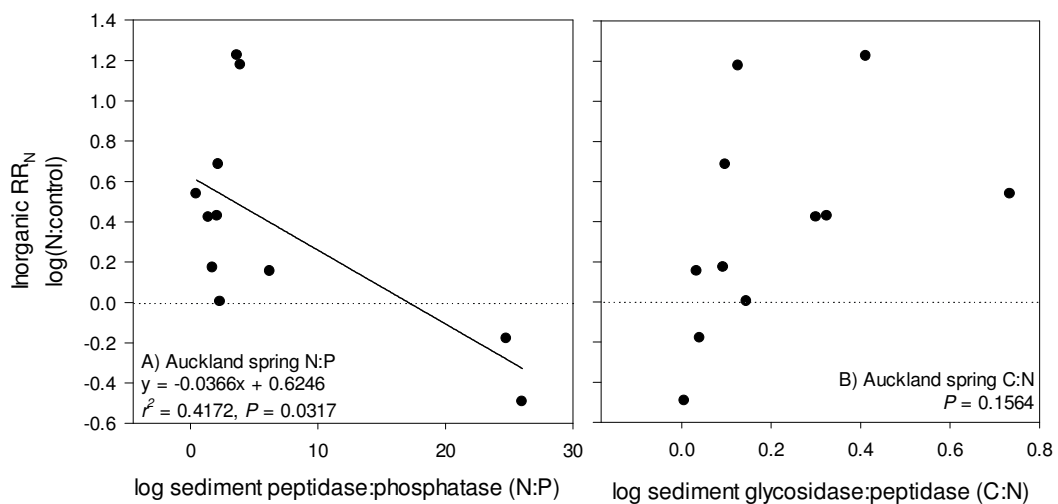 Inorganic RR_N
log(N:control)
1.4
1.2
1.0
0.8
0.6
0.4
0.2
0.0
-0.2
-0.4
-0.6
A) Auckland spring N:P
y = -0.0366x + 0.6246
r² = 0.4172, P = 0.0317
0 10 20 30
log sediment peptidase:phosphatase (N:P)
B) Auckland spring C:N
P = 0.1564
0.0 0.2 0.4 0.6 0.8
log sediment glycosidase:peptidase (C:N)